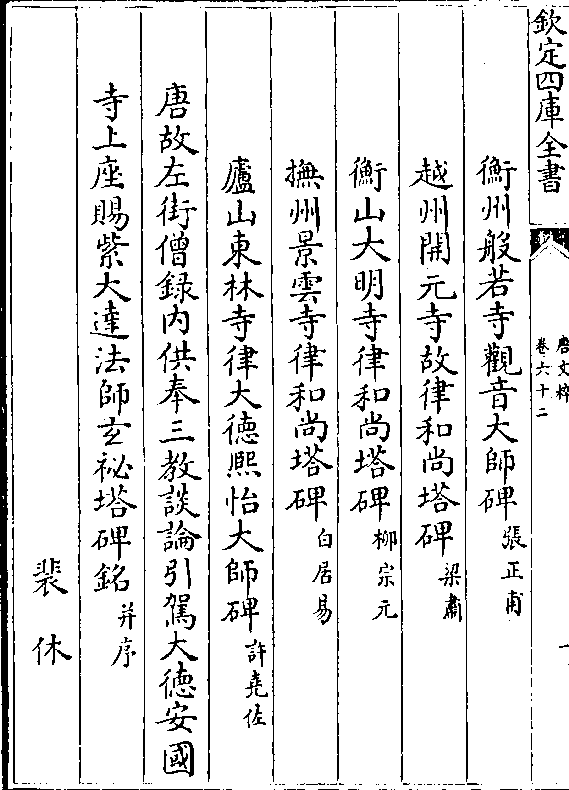 欽定四庫全書
唐文粹
卷六十二
衡州般若寺觀音大師碑張正甫
越州開元寺故律和尚塔碑梁肅
衡山大明寺律和尚塔碑柳宗元
撫州景雲寺律和尚塔碑白居易
廬山東林寺律大德熙怡大師碑許堯佐
唐故左街僧録内供奉三教談論引駕大德安國
寺上座賜紫大達法師玄祕塔碑銘并序
裴休